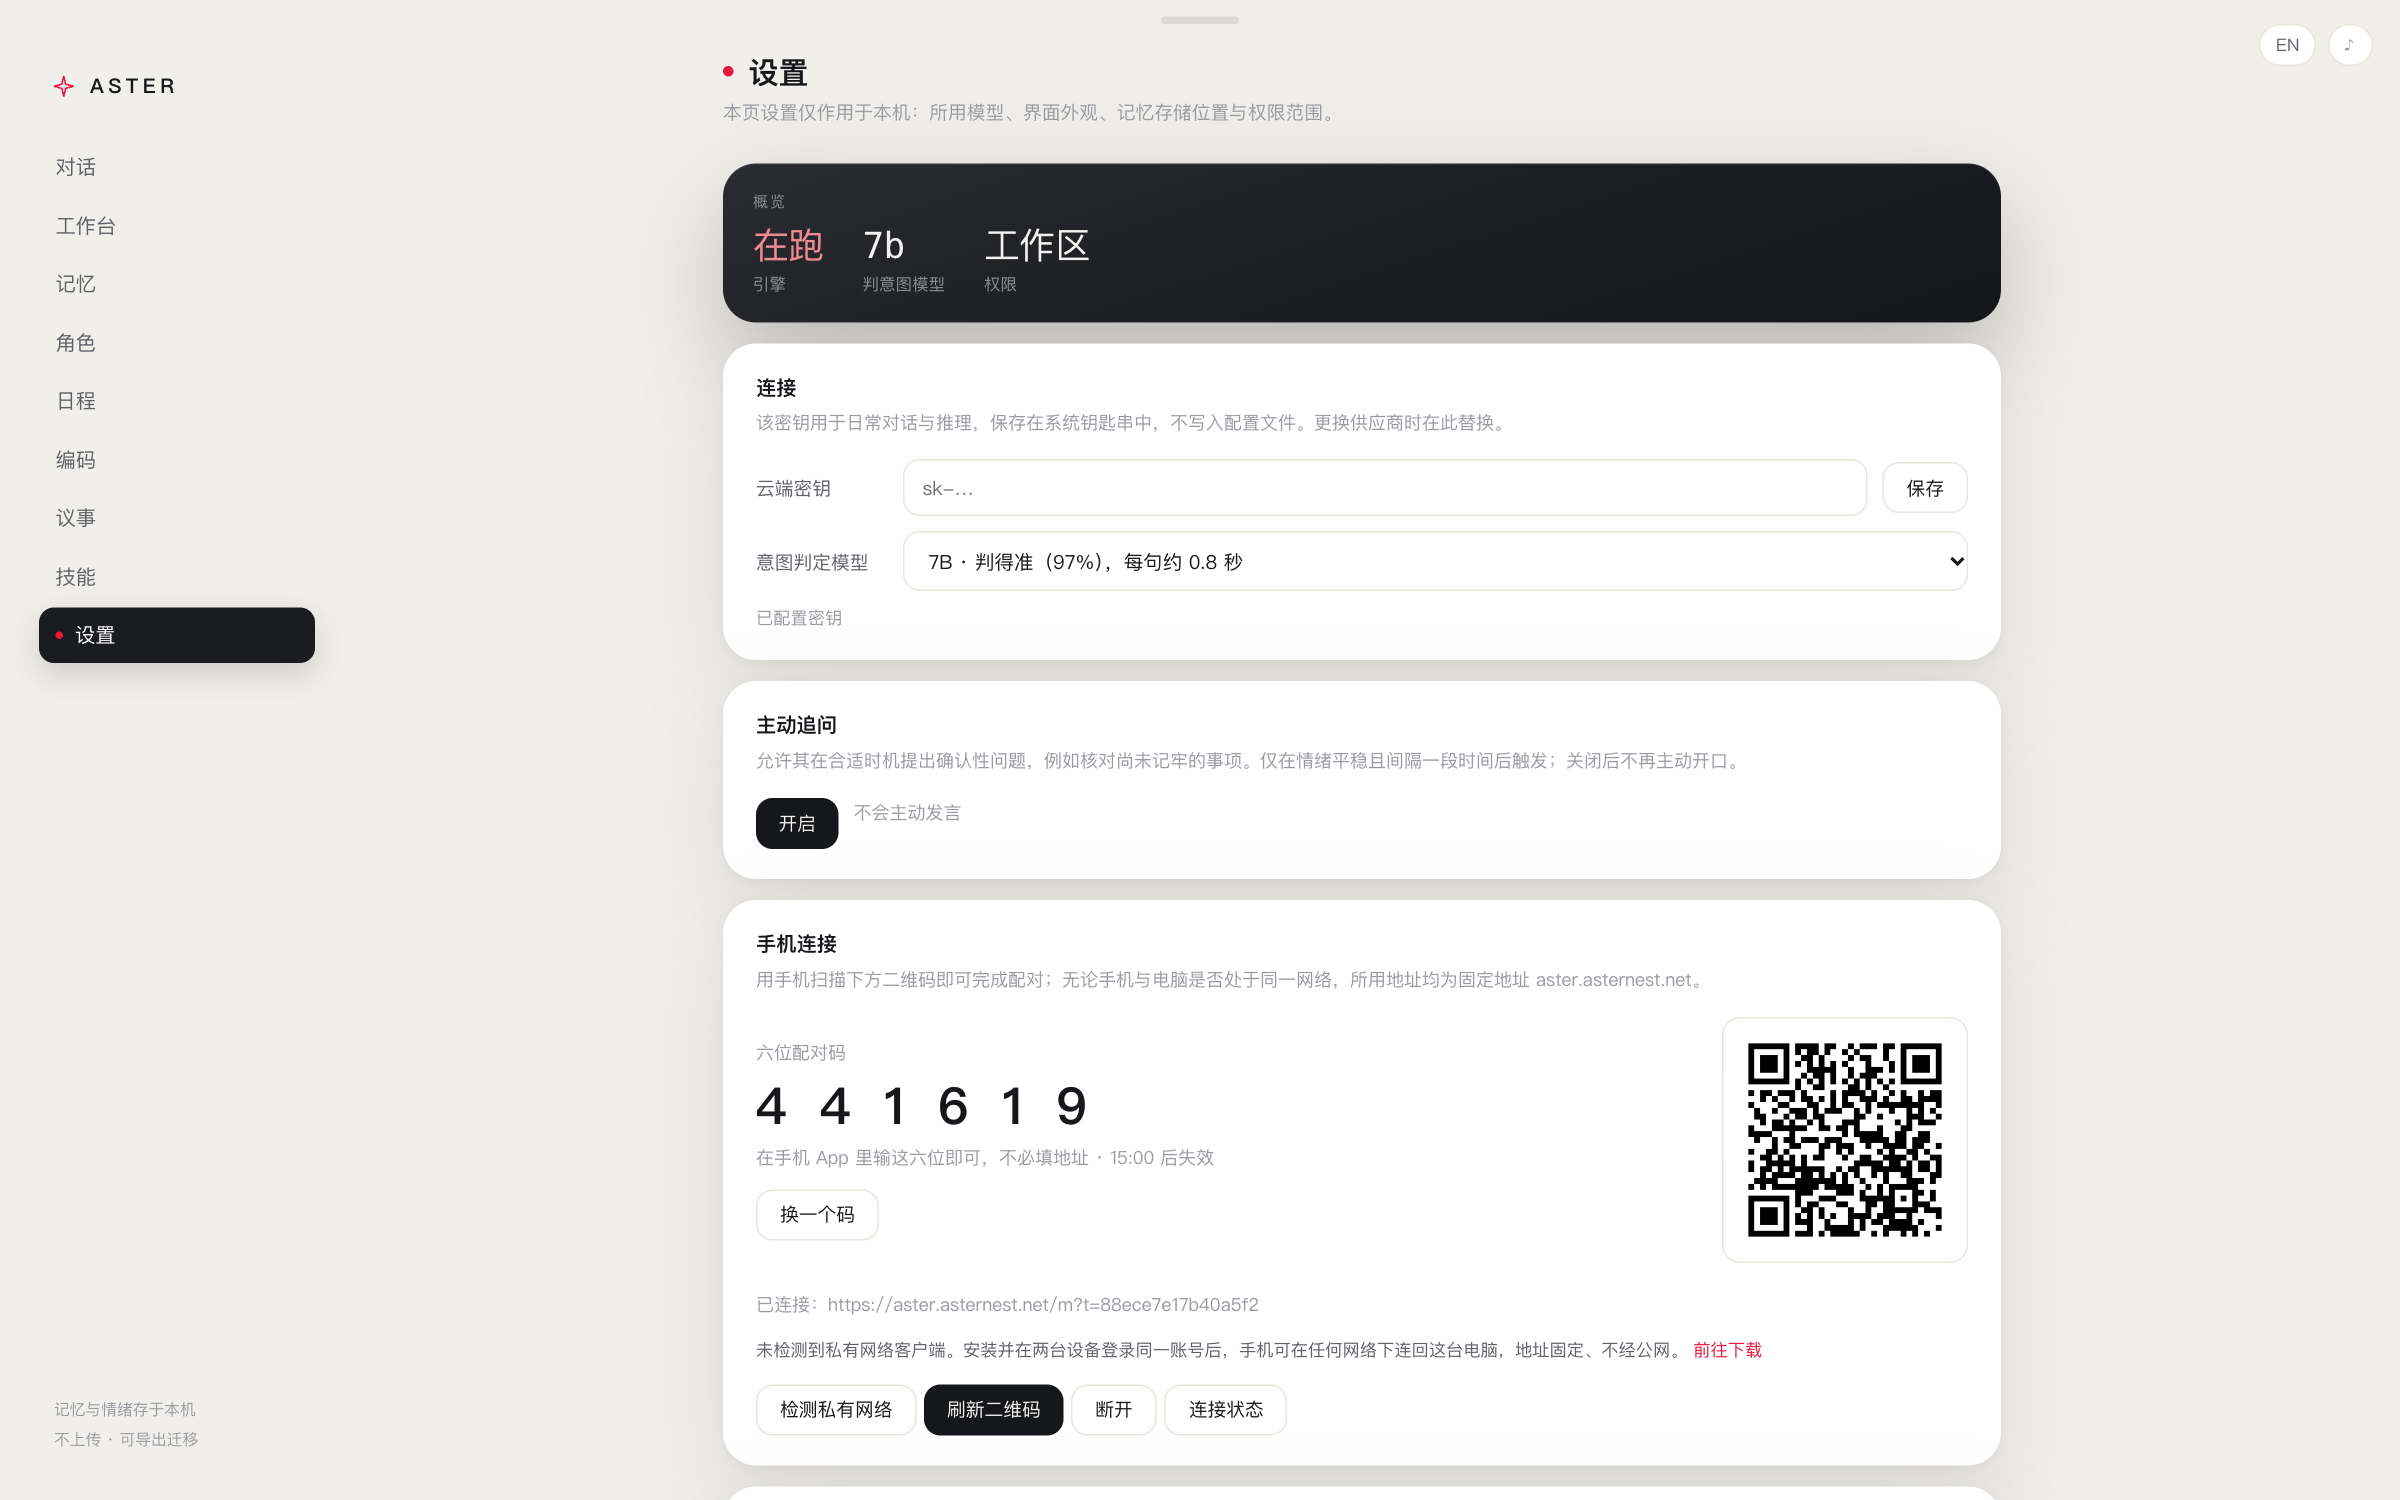 ASTER
对话
工作台
记忆
角色
日程
编码
议事
技能
设置
记忆与情绪存于本机
不上传 · 可导出迁移
EN
♪
设置
本页设置仅作用于本机：所用模型、界面外观、记忆存储位置与权限范围。
概览
在跑 7b 工作区
引擎 判意图模型 权限
连接
该密钥用于日常对话与推理，保存在系统钥匙串中，不写入配置文件。更换供应商时在此替换。
云端密钥 sk-... 保存
意图判定模型 7B · 判得准（97%），每句约 0.8 秒
已配置密钥
主动追问
允许其在合适时机提出确认性问题，例如核对尚未记牢的事项。仅在情绪平稳且间隔一段时间后触发；关闭后不再主动开口。
开启 不会主动发言
手机连接
用手机扫描下方二维码即可完成配对；无论手机与电脑是否处于同一网络，所用地址均为固定地址 aster.asternest.net。
六位配对码
4 4 1 6 1 9
在手机 App 里输这六位即可，不必填地址 · 15:00 后失效
换一个码
已连接：https://aster.asternest.net/m?t=88ece7e17b40a5f2
未检测到私有网络客户端。安装并在两台设备登录同一账号后，手机可在任何网络下连回这台电脑，地址固定、不经公网。 前往下载
检测私有网络 刷新二维码 断开 连接状态